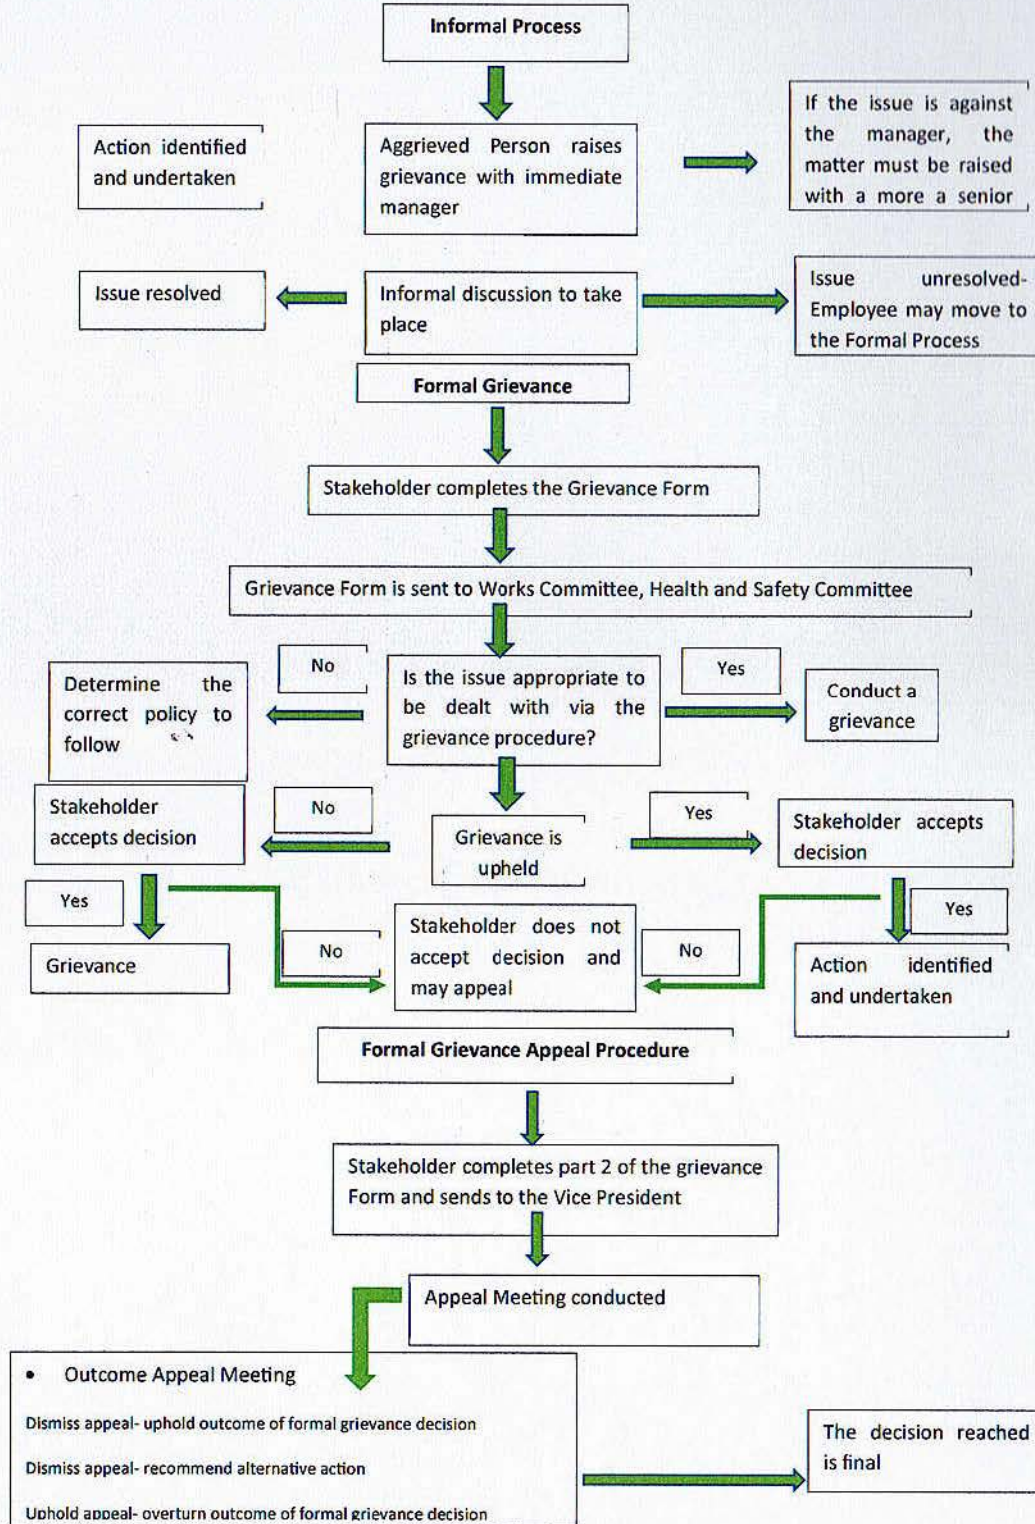 Informal Process
Action identified
and undertaken
Aggrieved Person raises
grievance with immediate
manager
If the issue is against
the manager, the
matter must be raised
with a more a senior
Issue resolved
Informal discussion to take
place
Issue unresolved-
Employee may move to
the Formal Process
Formal Grievance
Stakeholder completes the Grievance Form
Grievance Form is sent to Works Committee, Health and Safety Committee
No
Yes
Determine the
correct policy to
follow
Is the issue appropriate to
be dealt with via the
grievance procedure?
Conduct a
grievance
Stakeholder
accepts decision
No
Grievance is
upheld
Yes
Stakeholder accepts
decision
Yes
Grievance
No
Stakeholder does not
accept decision and
may appeal
No
Yes
Action identified
and undertaken
Formal Grievance Appeal Procedure
Stakeholder completes part 2 of the grievance
Form and sends to the Vice President
Appeal Meeting conducted
• Outcome Appeal Meeting
Dismiss appeal- uphold outcome of formal grievance decision
Dismiss appeal- recommend alternative action
Uphold appeal- overturn outcome of formal grievance decision
The decision reached
is final